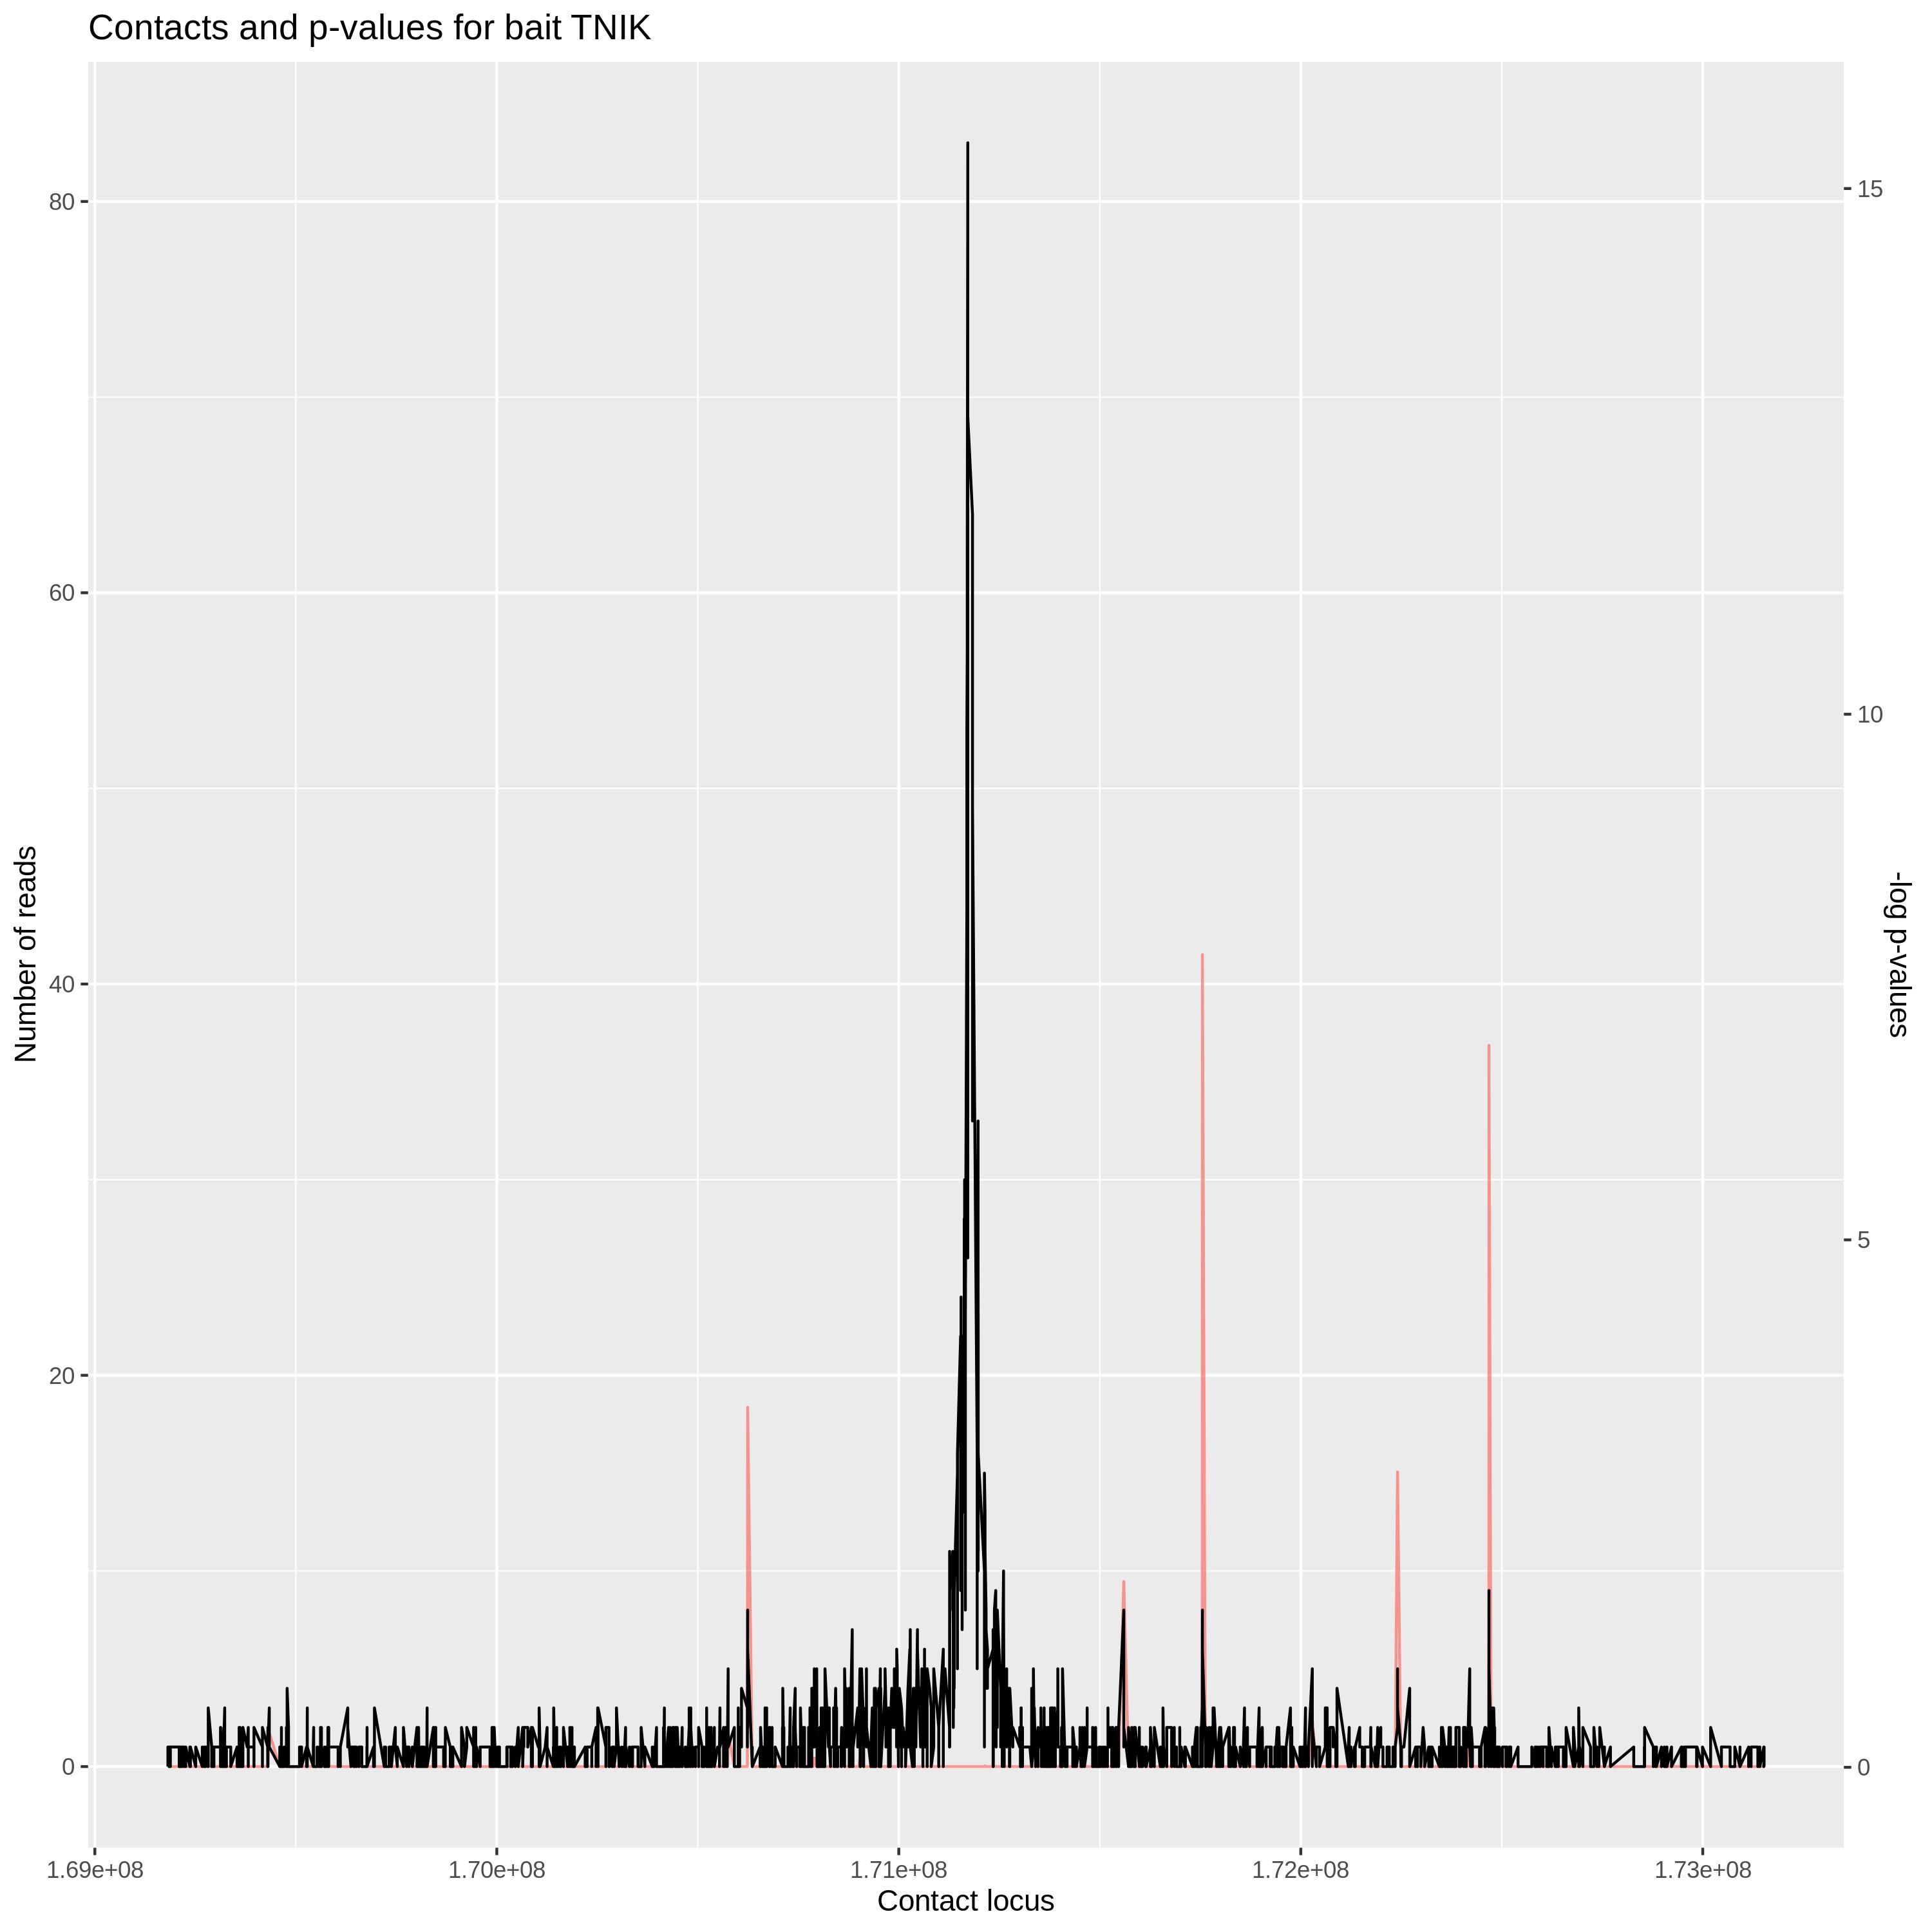 Contacts and p-values for bait TNIK
80
60
40
20
0
15
10
5
0
Number of reads
-log p-values
1.69e+08
1.70e+08
1.71e+08
1.72e+08
1.73e+08
Contact locus